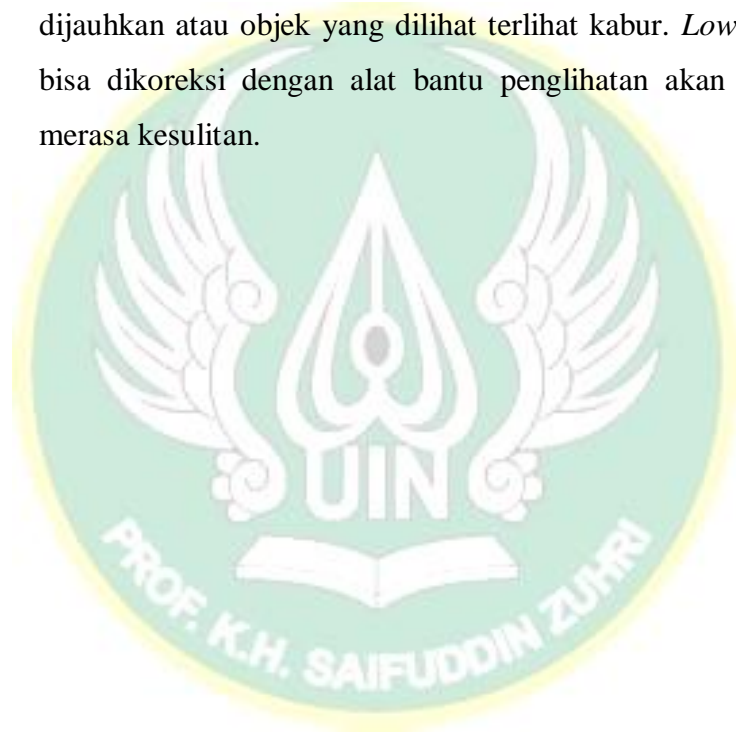 dijauhkan atau objek yang dilihat terlihat kabur. Low
bisa dikoreksi dengan alat bantu penglihatan akan
merasa kesulitan.
UIN
PROF. K.H. SAIFUDDIN ZUHRI